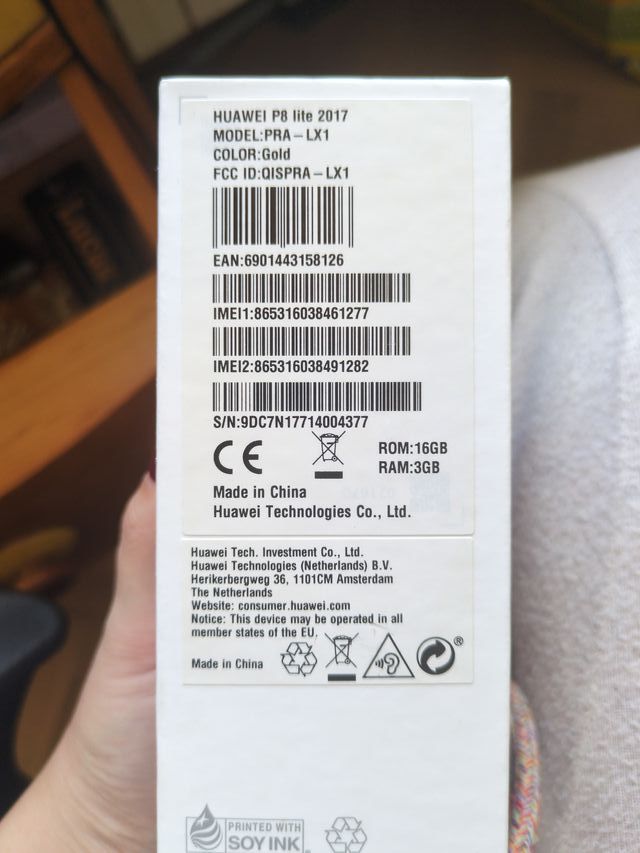 HUAWEI P8 lite 2017
MODEL:PRA-LX1
COLOR:Gold
FCC ID:QISPRA-LX1
EAN:6901443158126
IMEI1:865316038461277
IMEI2:865316038491282
S/N:9DC7N17714004377
CE
ROM:16GB
RAM:3GB
Made in China
Huawei Technologies Co., Ltd.
Huawei Tech. Investment Co., Ltd.
Huawei Technologies (Netherlands) B.V.
Herikerbergweg 36, 1101CM Amsterdam
The Netherlands
Website: consumer.huawei.com
Notice: This device may be operated in all
member states of the EU.
Made in China
®
PRINTED WITH
SOY INK